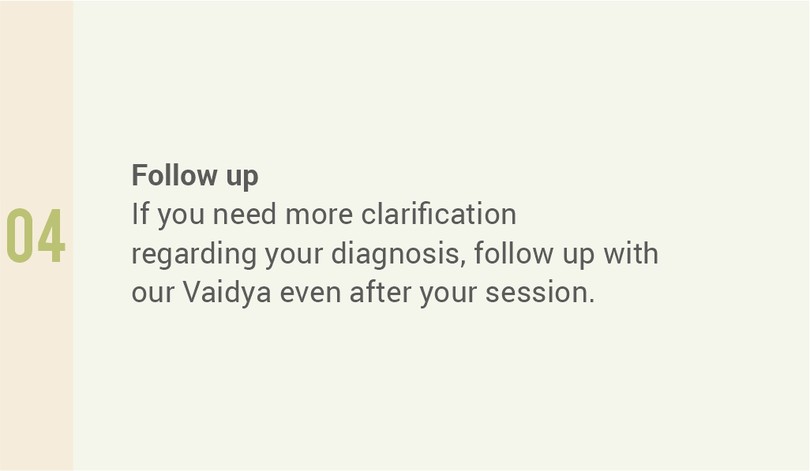 04
Follow up
If you need more clarification
regarding your diagnosis, follow up with
our Vaidya even after your session.